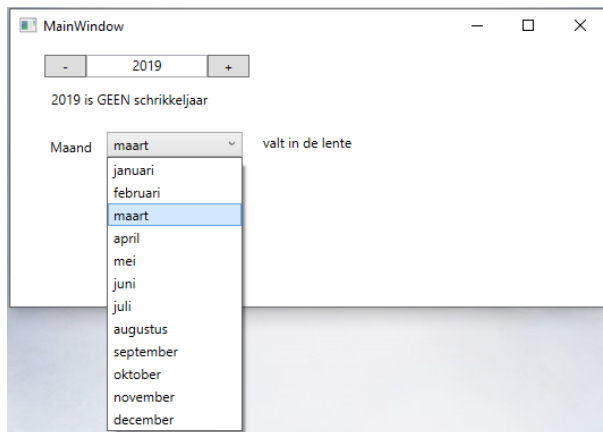 MainWindow
- 2019 +
2019 is GEEN schrikkeljaar
Maand maart valt in de lente
januari
februari
maart
april
mei
juni
juli
augustus
september
oktober
november
december